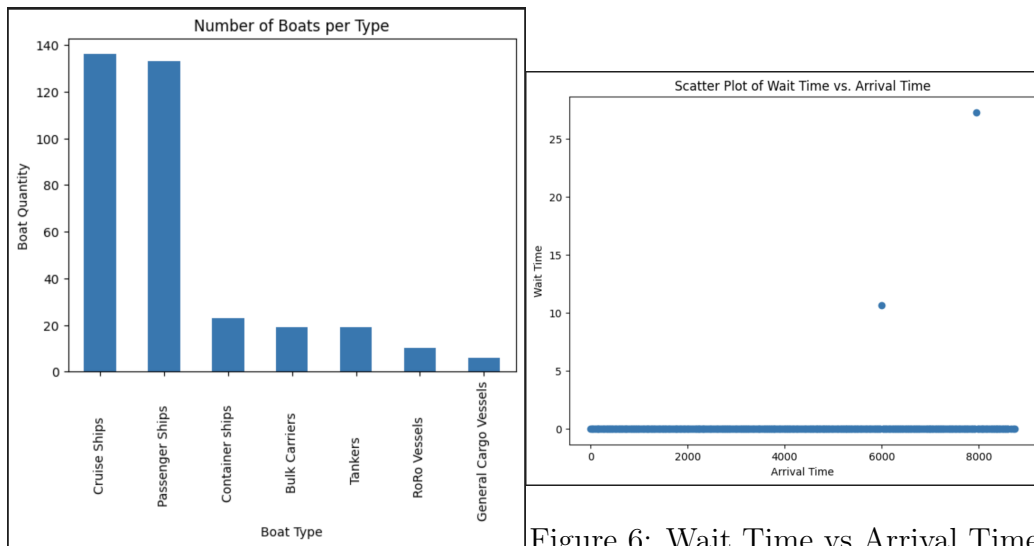 Number of Boats per Type
140
120
100
80
60
40
20
0
Boat Quantity
Cruise Ships
Passenger Ships
Container ships
Bulk Carriers
Tankers
RoRo Vessels
General Cargo Vessels
Boat Type
Scatter Plot of Wait Time vs. Arrival Time
25
20
15
10
5
0
Wait Time
0 2000 4000 6000 8000
Arrival Time
Figure 6: Wait Time vs Arrival Time